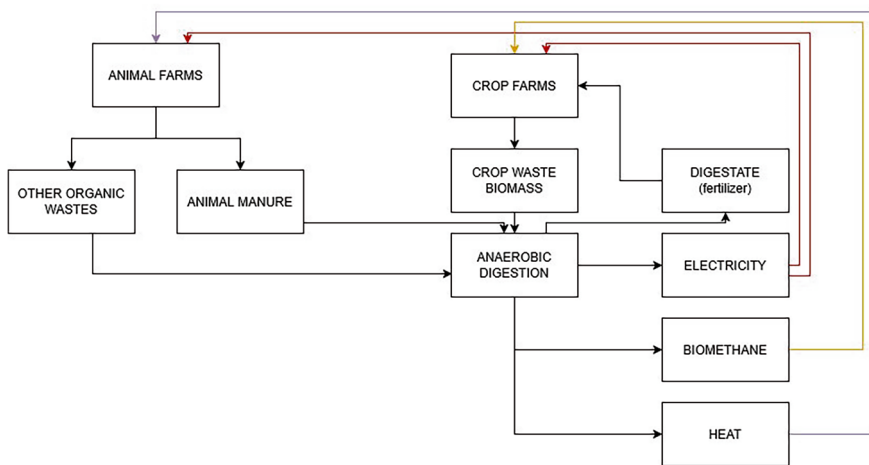 ANIMAL FARMS
CROP FARMS
OTHER ORGANIC
WASTES
ANIMAL MANURE
CROP WASTE
BIOMASS
DIGESTATE
(fertilizer)
ANAEROBIC
DIGESTION
ELECTRICITY
BIOMETHANE
HEAT